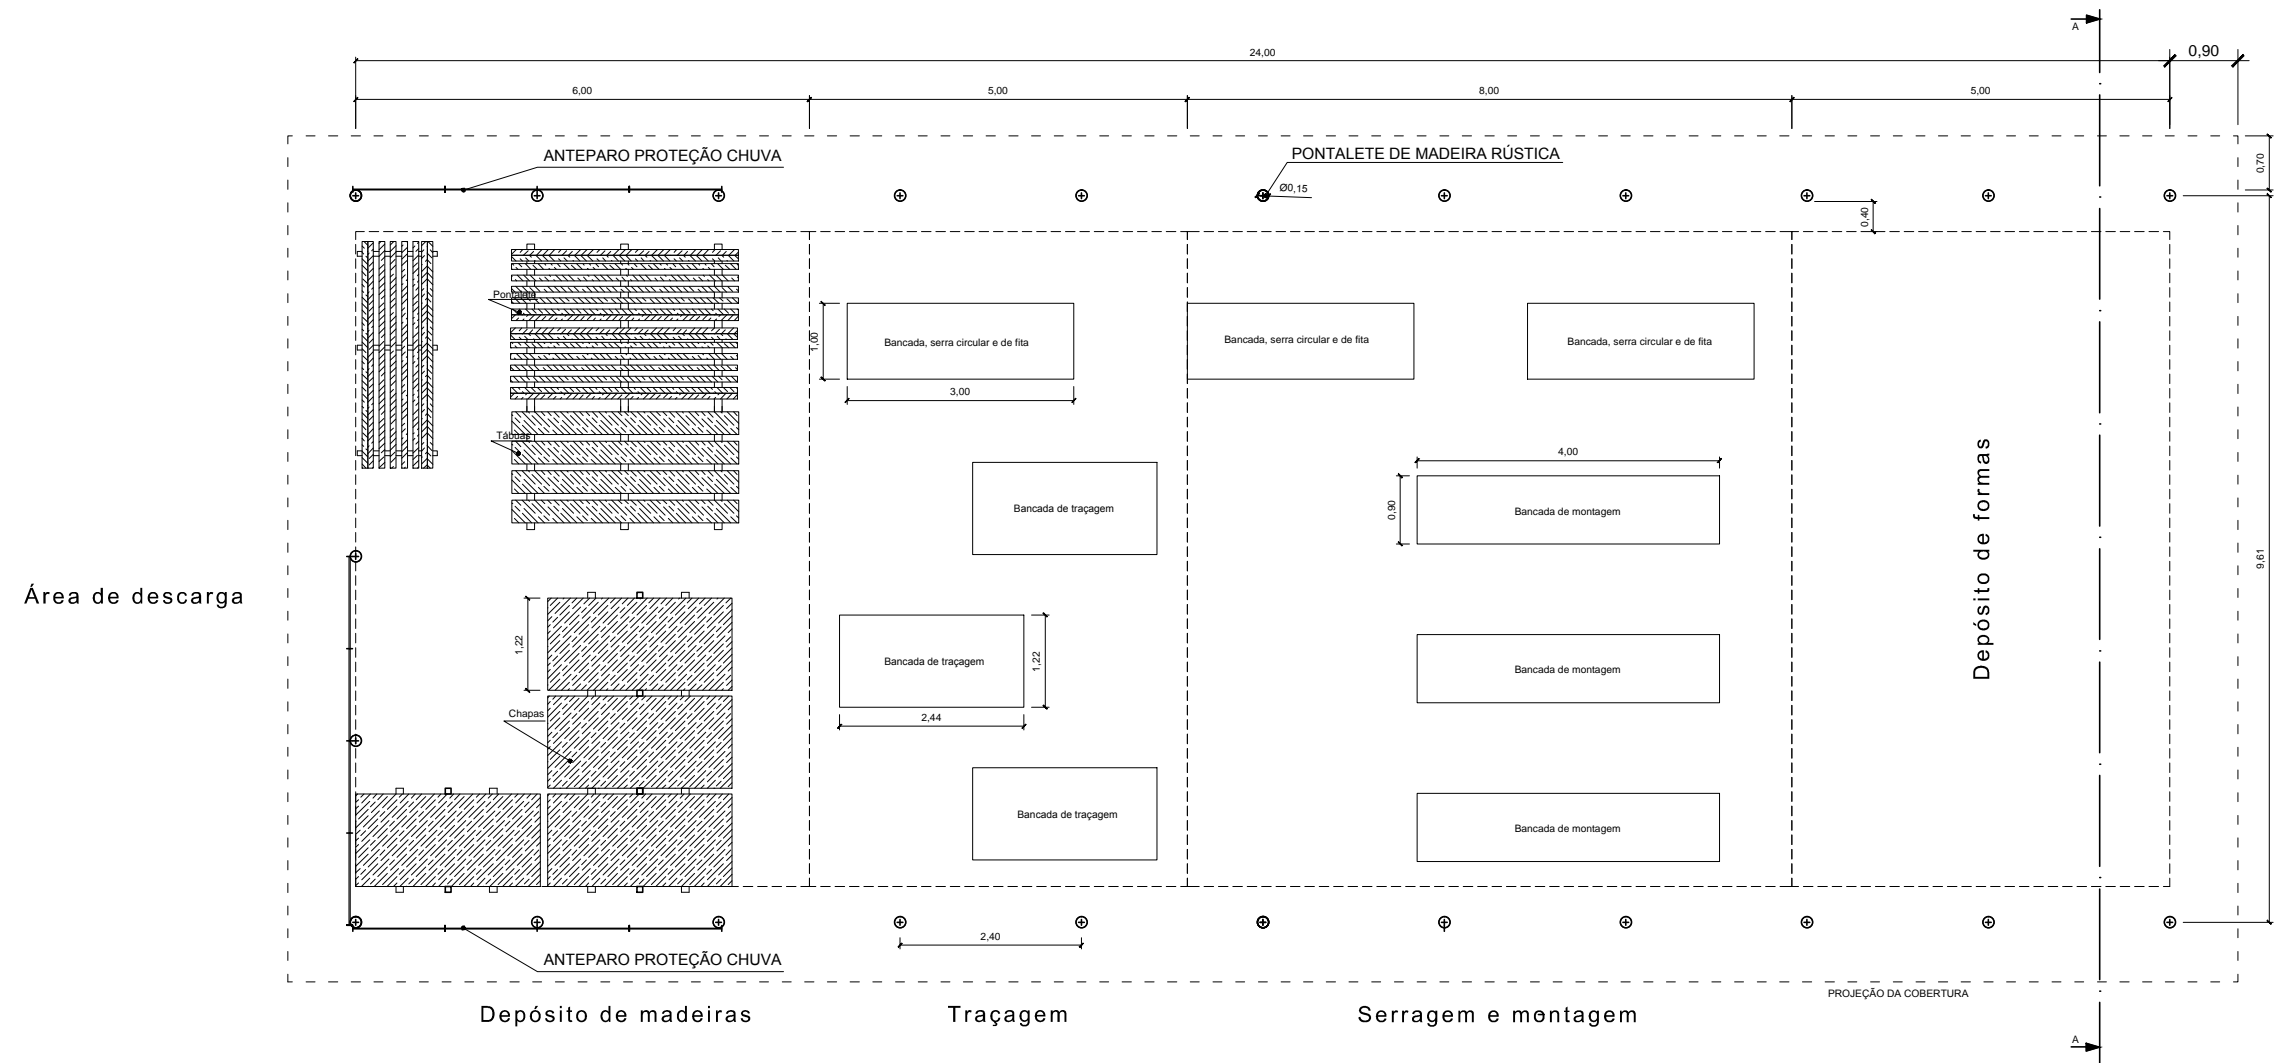 A
24,00
0,90
6,00
5,00
8,00
5,00
ANTEPARO PROTEÇÃO CHUVA
PONTALETE DE MADEIRA RÚSTICA
Ø0,15
0,70
0,40
Pontalete
1,00
Bancada, serra circular e de fita
Bancada, serra circular e de fita
Bancada, serra circular e de fita
3,00
Tábuas
4,00
0,90
Bancada de traçagem
Bancada de montagem
Depósito de formas
9,61
Área de descarga
1,22
Bancada de traçagem
1,22
Bancada de montagem
Chapas
2,44
Bancada de traçagem
Bancada de montagem
2,40
ANTEPARO PROTEÇÃO CHUVA
PROJEÇÃO DA COBERTURA
Depósito de madeiras
Traçagem
Serragem e montagem
A